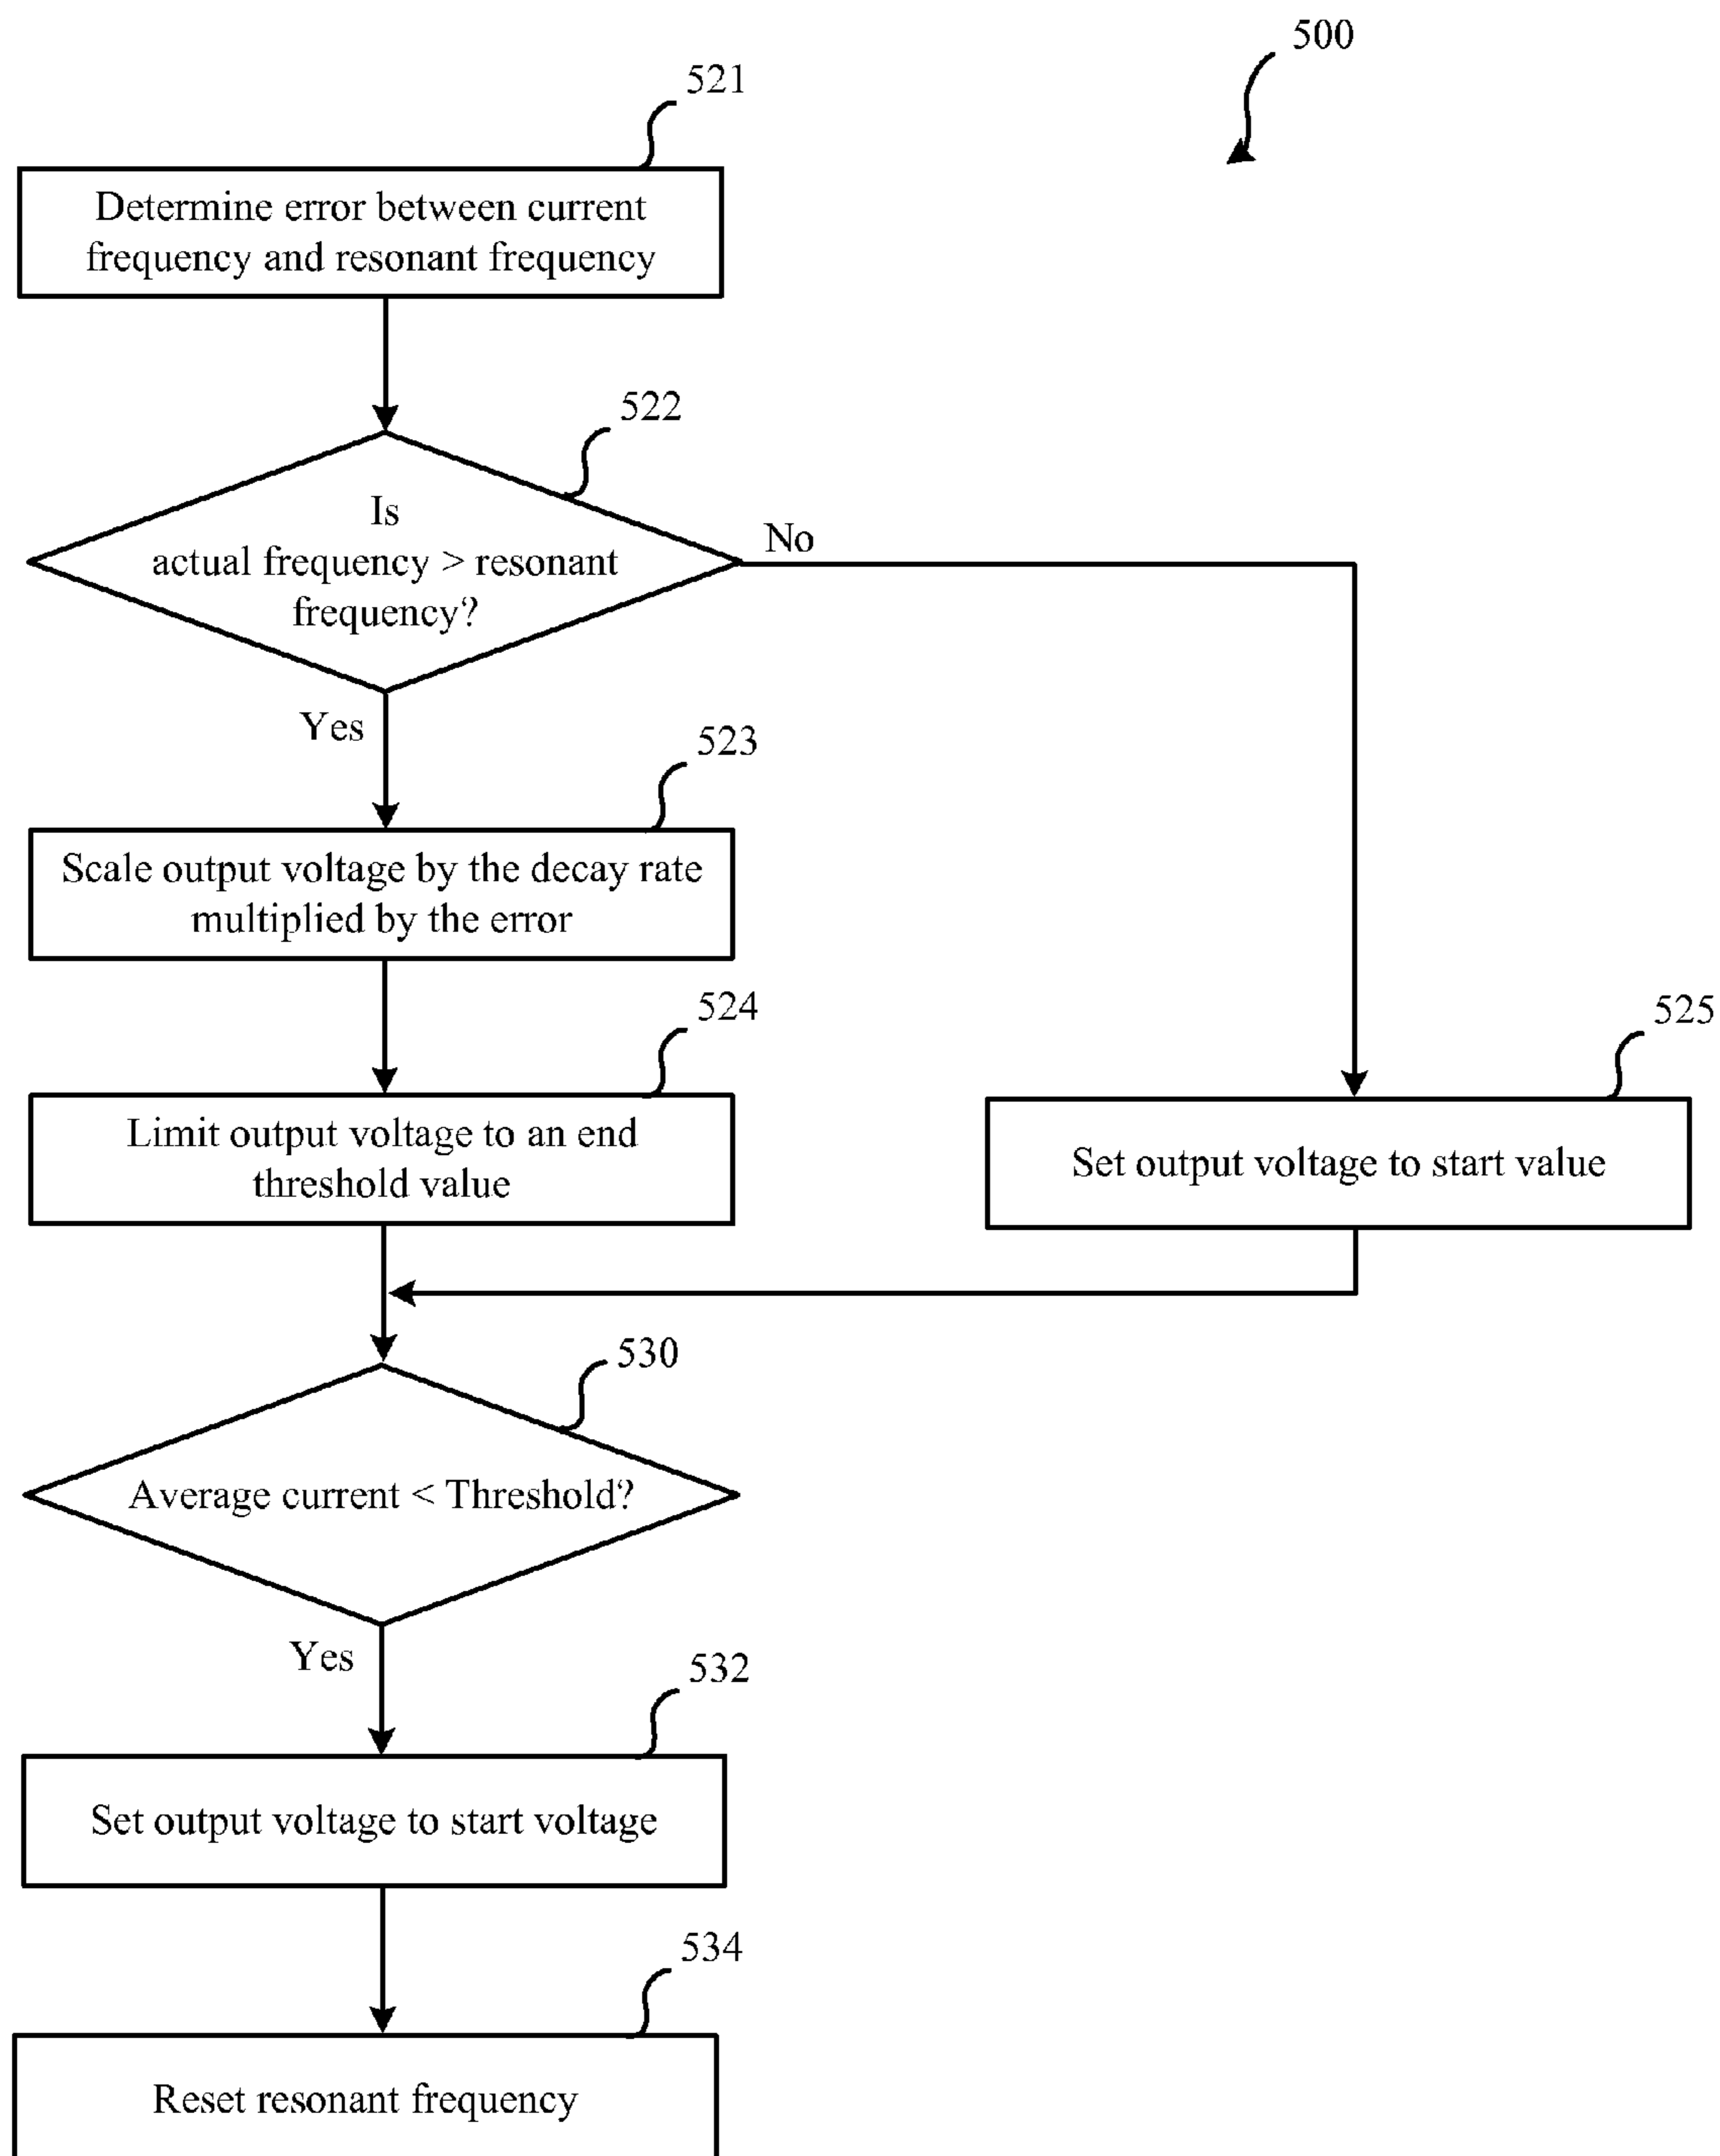 500
521
Determine error between current
frequency and resonant frequency
522
Is
actual frequency > resonant
frequency?
No
Yes
523
Scale output voltage by the decay rate
multiplied by the error
524
Limit output voltage to an end
threshold value
525
Set output voltage to start value
530
Average current < Threshold?
Yes
532
Set output voltage to start voltage
534
Reset resonant frequency